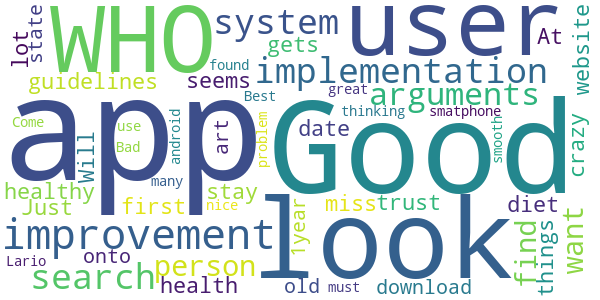 WHO
system
user
At
website
lot
state
found
gets
guidelines
seems
implementation
Best
great
arguments
app
Good
Come
use
Bad
Will
android
art
problem
date
thinking
smatphone
smooth
crazy
many
healthy
stay
nice
Just
first
miss
trust
diet
1year
improvement
look
find
things
want
Lario
onto
person
search
health
old
must
download